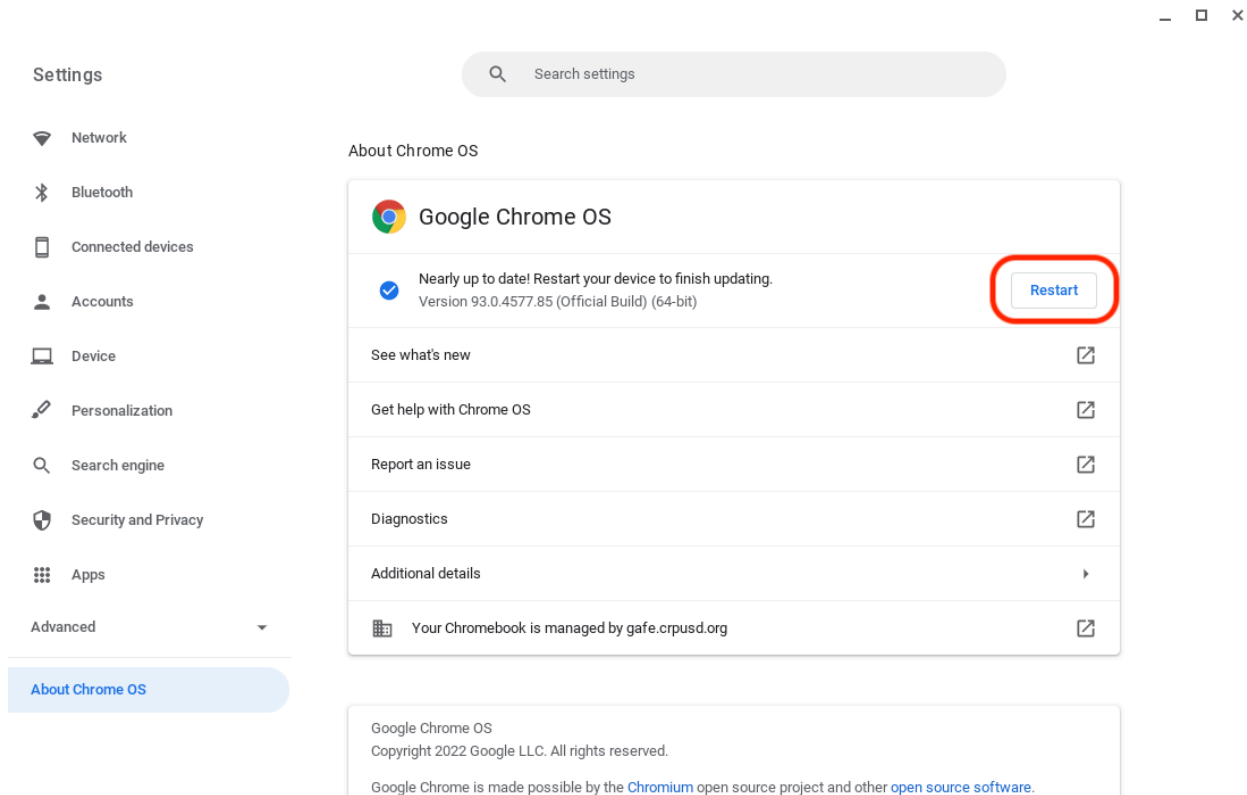 Settings
Search settings
Network
Bluetooth
Connected devices
Accounts
Device
Personalization
Search engine
Security and Privacy
Apps
Advanced
About Chrome OS
About Chrome OS
Google Chrome OS
Nearly up to date! Restart your device to finish updating.
Version 93.0.4577.85 (Official Build) (64-bit)
Restart
See what's new
Get help with Chrome OS
Report an issue
Diagnostics
Additional details
Your Chromebook is managed by gafe.crpusd.org
Google Chrome OS
Copyright 2022 Google LLC. All rights reserved.
Google Chrome is made possible by the Chromium open source project and other open source software.